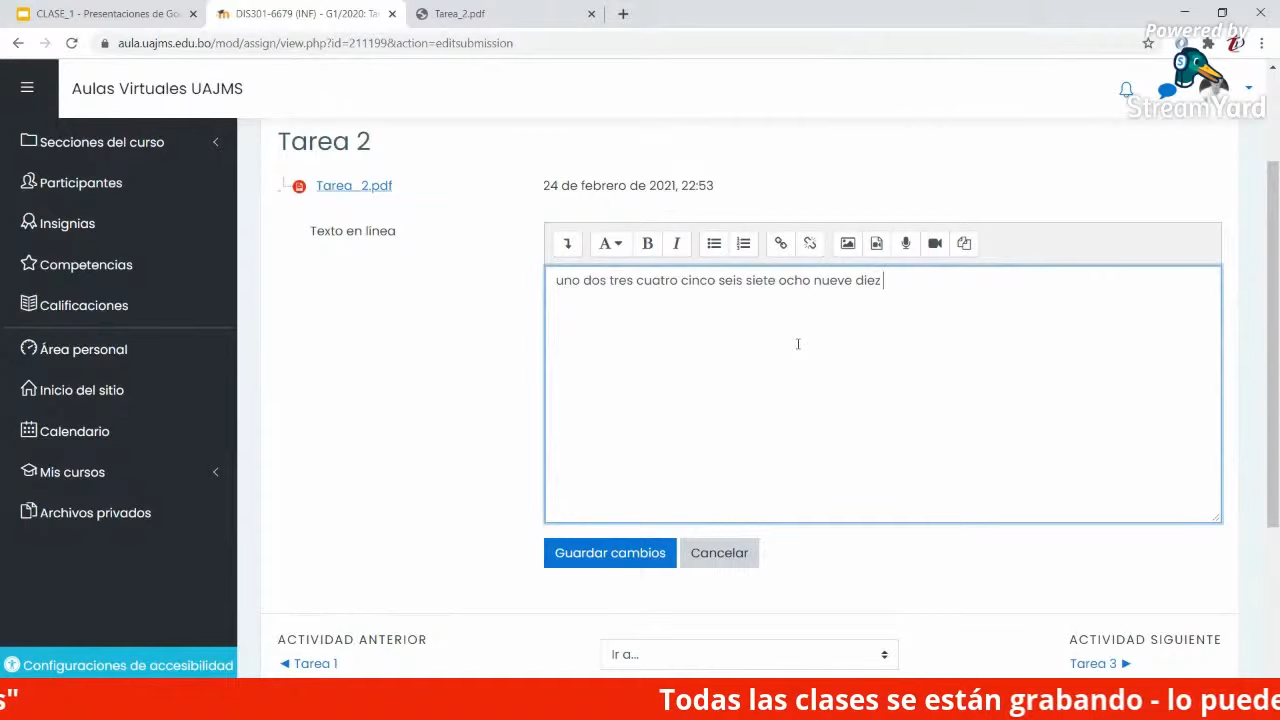 CLASE_1 - Presentaciones de Go
DIS301-6679 (INF) - G1/2020: Ta
Tarea_2.pdf
aula.uajms.edu.bo/mod/assign/view.php?id=211199&action=editsubmission
Powered by
StreamYard
Aulas Virtuales UAJMS
Secciones del curso
Participantes
Insignias
Competencias
Calificaciones
Área personal
Inicio del sitio
Calendario
Mis cursos
Archivos privados
Configuraciones de accesibilidad
Tarea 2
Tarea_2.pdf 24 de febrero de 2021, 22:53
Texto en línea
A B I
uno dos tres cuatro cinco seis siete ocho nueve diez
Guardar cambios Cancelar
ACTIVIDAD ANTERIOR
◄ Tarea 1
Ir a...
ACTIVIDAD SIGUIENTE
Tarea 3 ►
s" Todas las clases se están grabando - lo puede